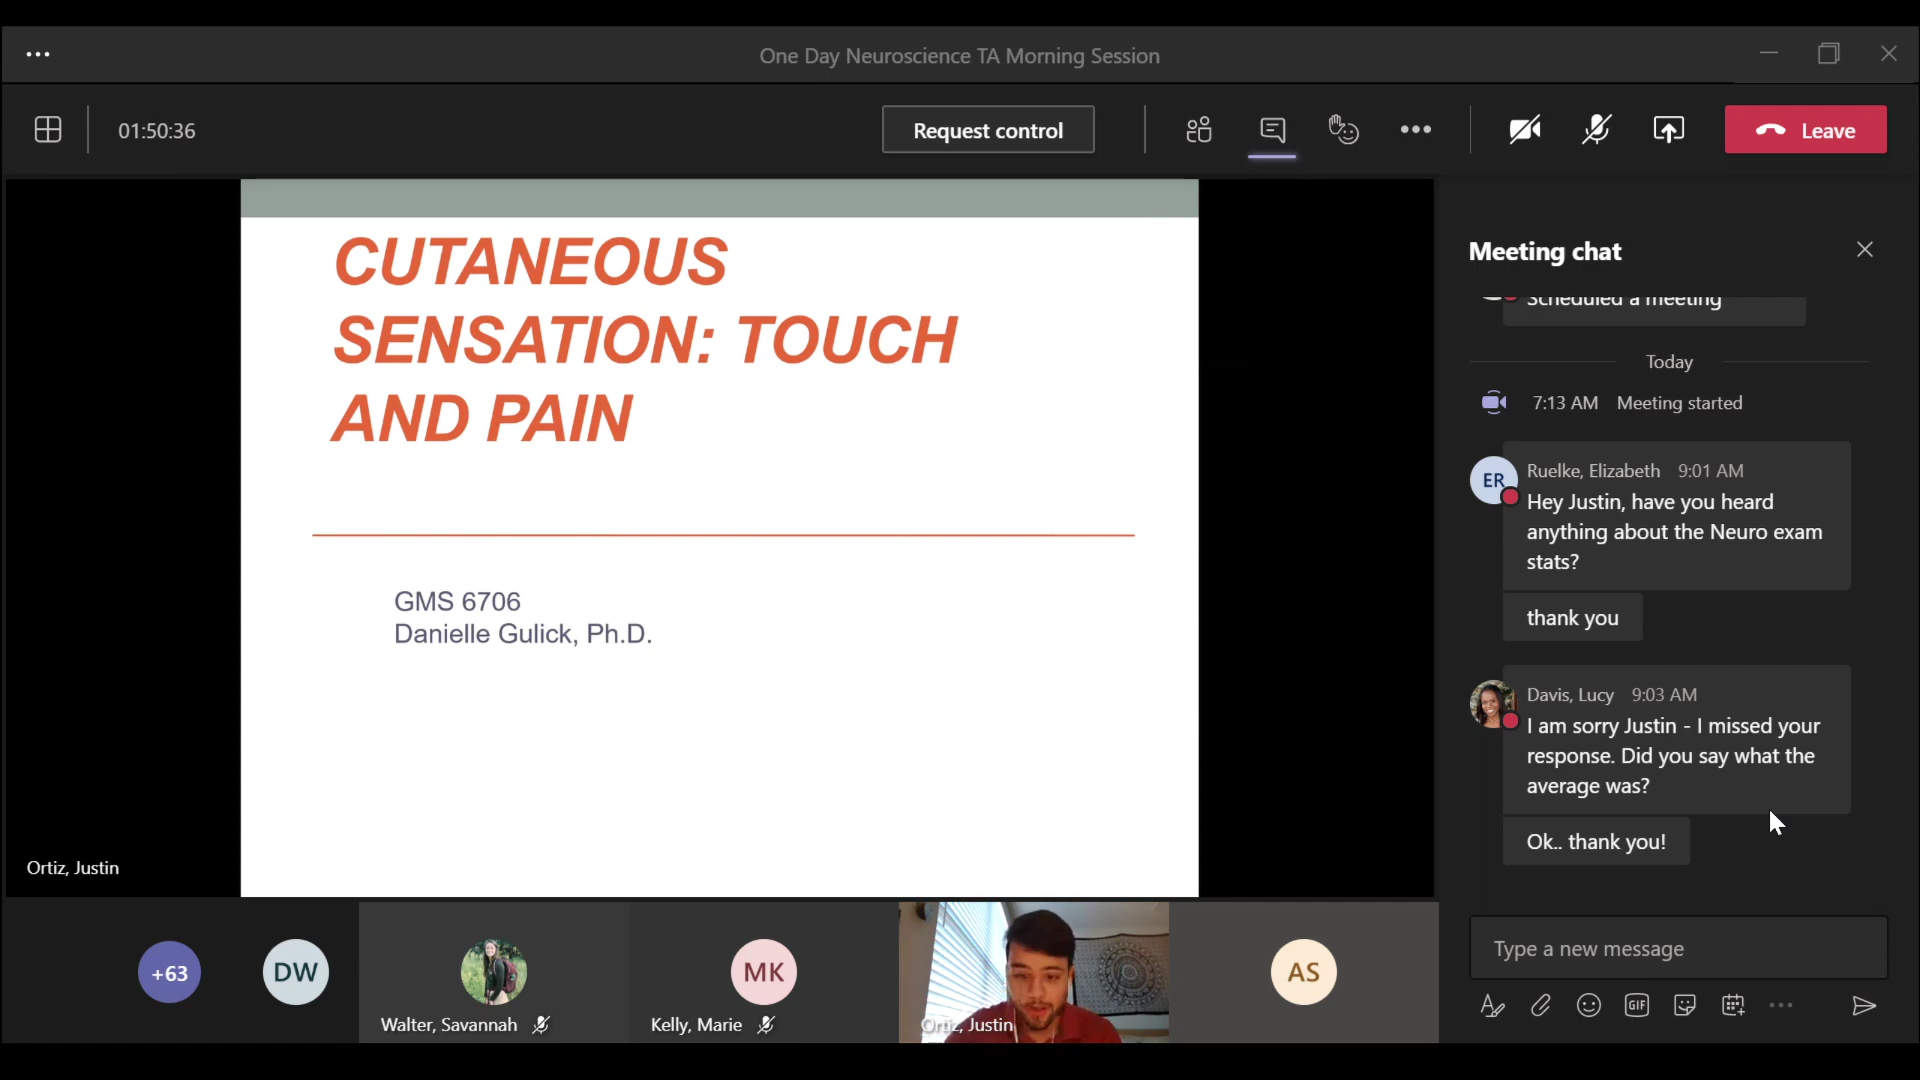 One Day Neuroscience TA Morning Session
01:50:36
Request control
Leave
CUTANEOUS
SENSATION: TOUCH
AND PAIN
GMS 6706
Danielle Gulick, Ph.D.
Ortiz, Justin
Meeting chat
Scheduled a meeting
Today
7:13 AM Meeting started
ER
Ruelke, Elizabeth 9:01 AM
Hey Justin, have you heard
anything about the Neuro exam
stats?
thank you
Davis, Lucy 9:03 AM
I am sorry Justin - I missed your
response. Did you say what the
average was?
Ok.. thank you!
Type a new message
GIF
+63
DW
Walter, Savannah
MK
Kelly, Marie
Ortiz, Justin
AS